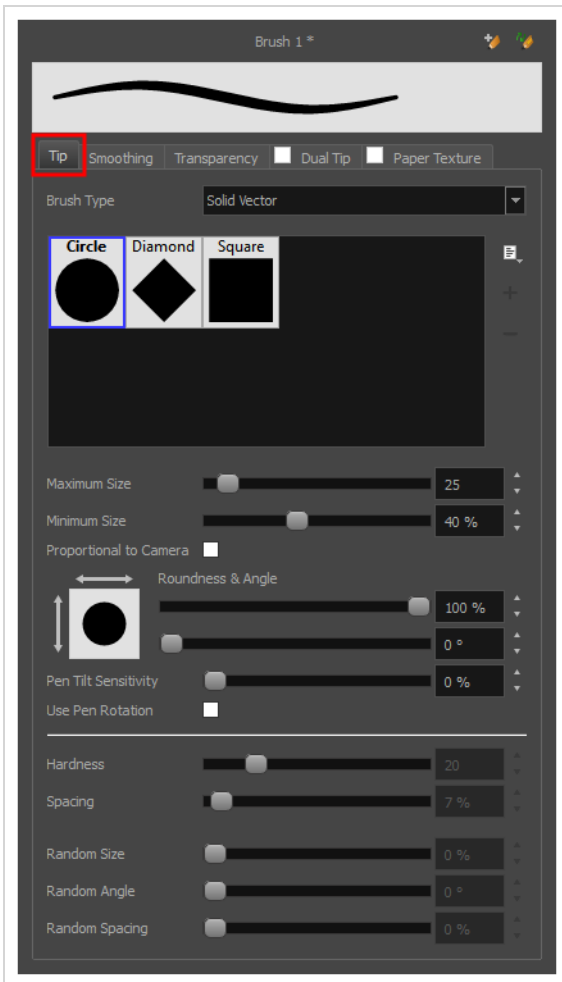 Brush 1 *
Tip Smoothing Transparency Dual Tip Paper Texture
Brush Type Solid Vector
Circle Diamond Square
Maximum Size 25
Minimum Size 40 %
Proportional to Camera
Roundness & Angle
100 %
0 °
Pen Tilt Sensitivity 0 %
Use Pen Rotation
Hardness 20
Spacing 7 %
Random Size 0 %
Random Angle 0 °
Random Spacing 0 %